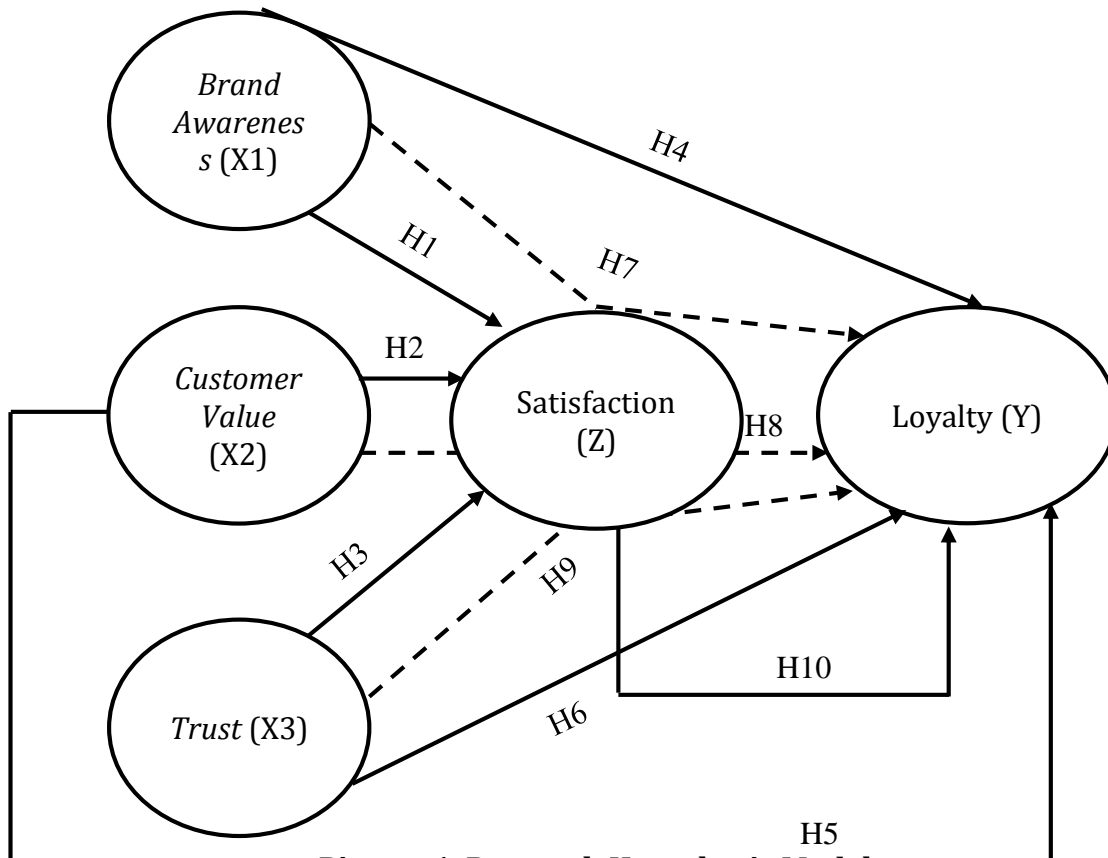 Brand
Awarenes
s (X1)
H4
H1
H7
H2
Customer
Value
(X2)
Satisfaction
(Z)
H8
Loyalty (Y)
H3
H9
H10
Trust (X3)
H6
H5